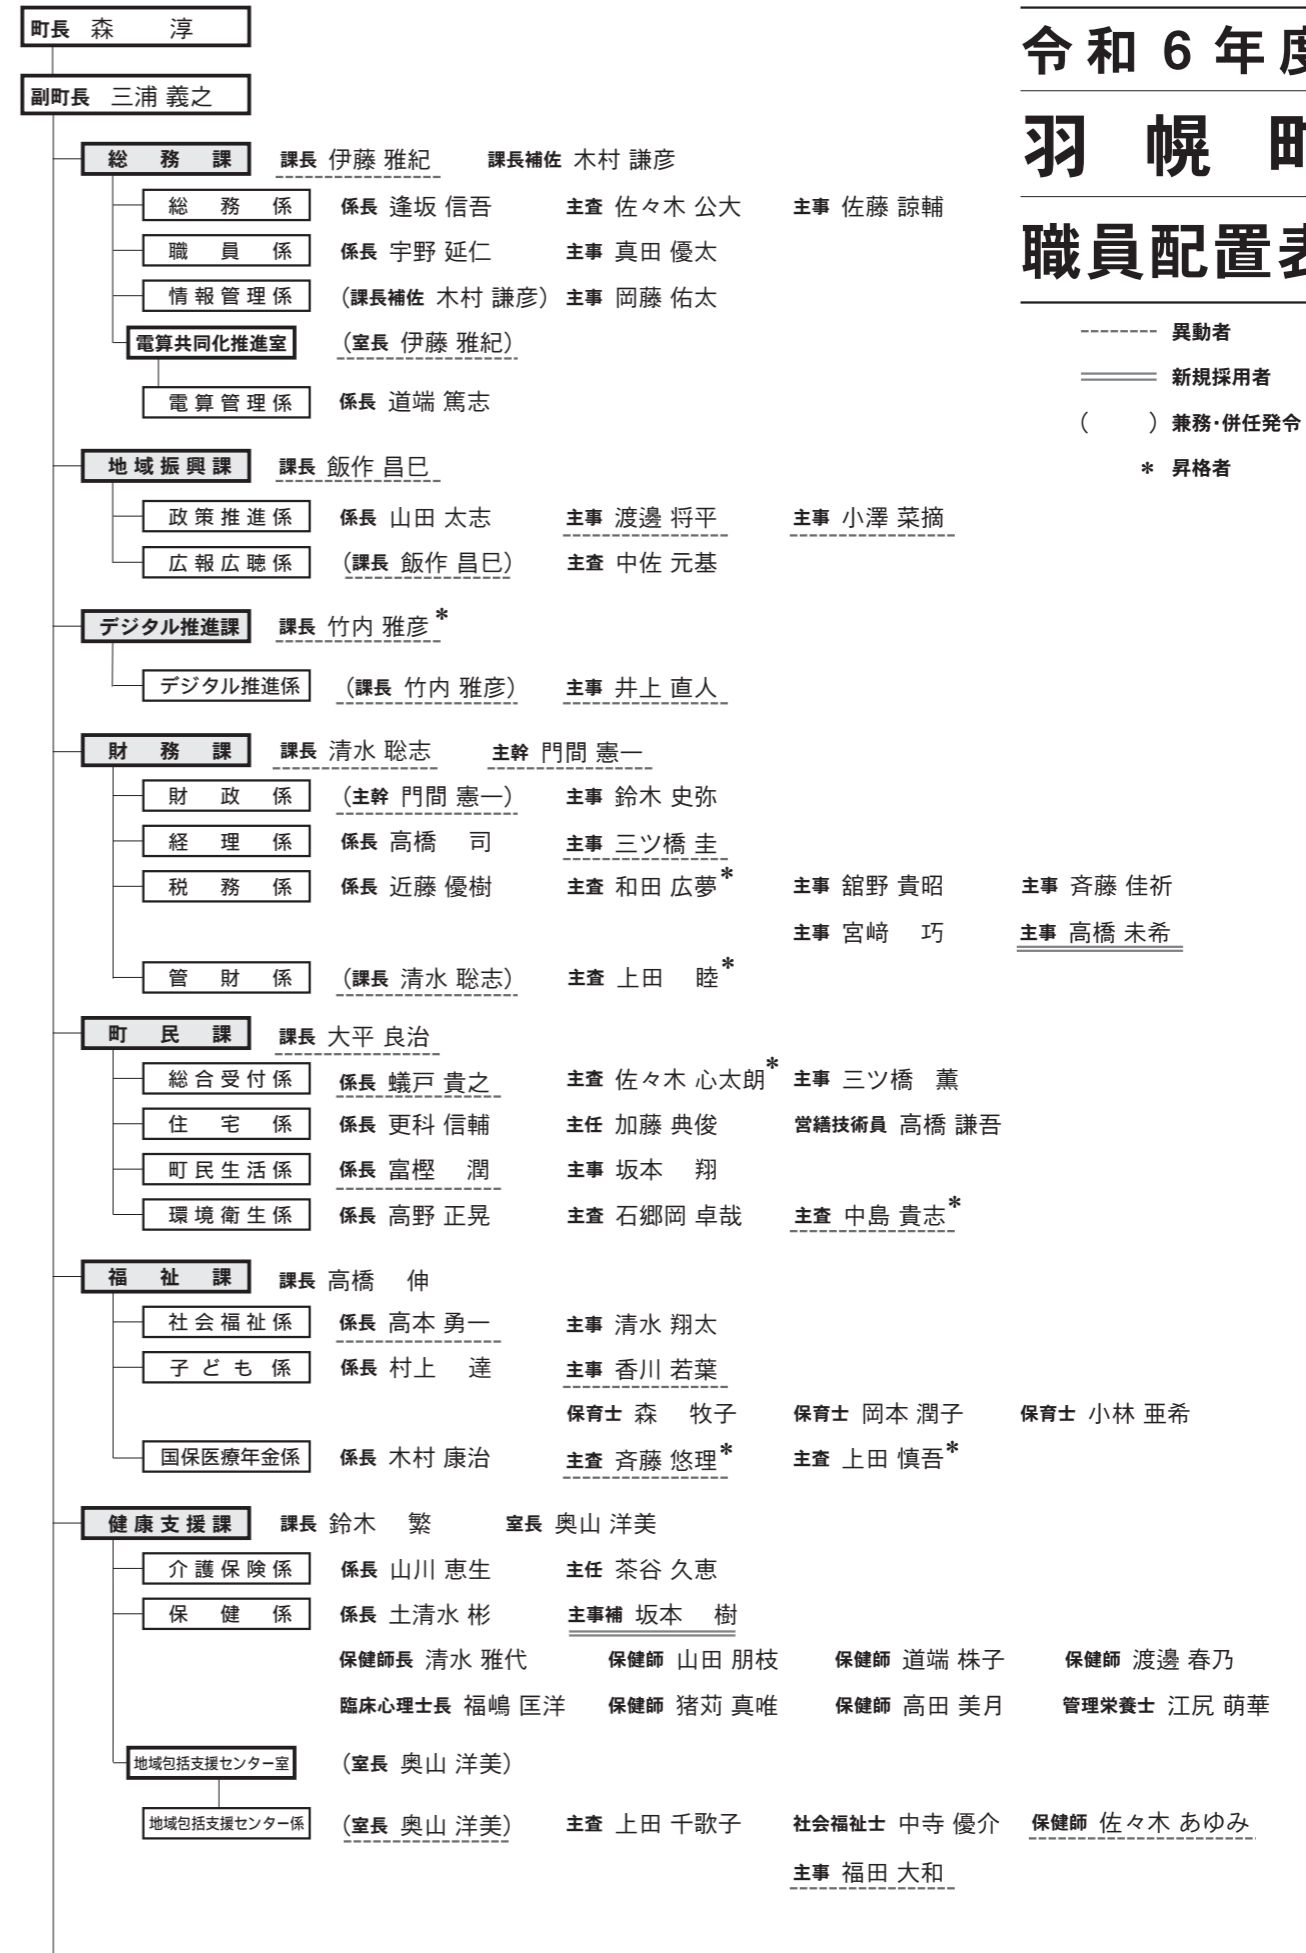 町長 森　　淳
副町長 三浦 義之
令和6年度
羽幌町
職員配置表
-------- 異動者
新規採用者
(　　) 兼務・併任発令
* 昇格者
総務課 課長 伊藤 雅紀 課長補佐 木村 謙彦
総務係 係長 逢坂 信吾 主査 佐々木 公大 主事 佐藤 諒輔
職員係 係長 宇野 延仁 主事 真田 優太
情報管理係 (課長補佐 木村 謙彦) 主事 岡藤 佑太
電算共同化推進室 (室長 伊藤 雅紀)
電算管理係 係長 道端 篤志
地域振興課 課長 飯作 昌巳
政策推進係 係長 山田 太志 主事 渡邊 将平 主事 小澤 菜摘
広報広聴係 (課長 飯作 昌巳) 主査 中佐 元基
デジタル推進課 課長 竹内 雅彦*
デジタル推進係 (課長 竹内 雅彦) 主事 井上 直人
財務課 課長 清水 聡志 主幹 門間 憲一
財政係 (主幹 門間 憲一) 主事 鈴木 史弥
経理係 係長 高橋　司 主事 三ツ橋 圭
税務係 係長 近藤 優樹 主査 和田 広夢* 主事 舘野 貴昭 主事 斉藤 佳祈
主事 宮﨑　巧 主事 高橋 未希
管財係 (課長 清水 聡志) 主査 上田　睦*
町民課 課長 大平 良治
総合受付係 係長 蟻戸 貴之 主査 佐々木 心太朗* 主事 三ツ橋　薫
住宅係 係長 更科 信輔 主任 加藤 典俊 営繕技術員 高橋 謙吾
町民生活係 係長 富樫　潤 主事 坂本　翔
環境衛生係 係長 高野 正晃 主査 石郷岡 卓哉 主査 中島 貴志*
福祉課 課長 高橋　伸
社会福祉係 係長 高本 勇一 主事 清水 翔太
子ども係 係長 村上　達 主事 香川 若葉
保育士 森　牧子 保育士 岡本 潤子 保育士 小林 亜希
国保医療年金係 係長 木村 康治 主査 斉藤 悠理* 主査 上田 慎吾*
健康支援課 課長 鈴木　繁 室長 奥山 洋美
介護保険係 係長 山川 恵生 主任 茶谷 久恵
保健係 係長 土清水 彬 主事補 坂本　樹
保健師長 清水 雅代 保健師 山田 朋枝 保健師 道端 株子 保健師 渡邊 春乃
臨床心理士長 福嶋 匡洋 保健師 猪苅 真唯 保健師 高田 美月 管理栄養士 江尻 萌華
地域包括支援センター室 (室長 奥山 洋美)
地域包括支援センター係 (室長 奥山 洋美) 主査 上田 千歌子 社会福祉士 中寺 優介 保健師 佐々木 あゆみ
主事 福田 大和